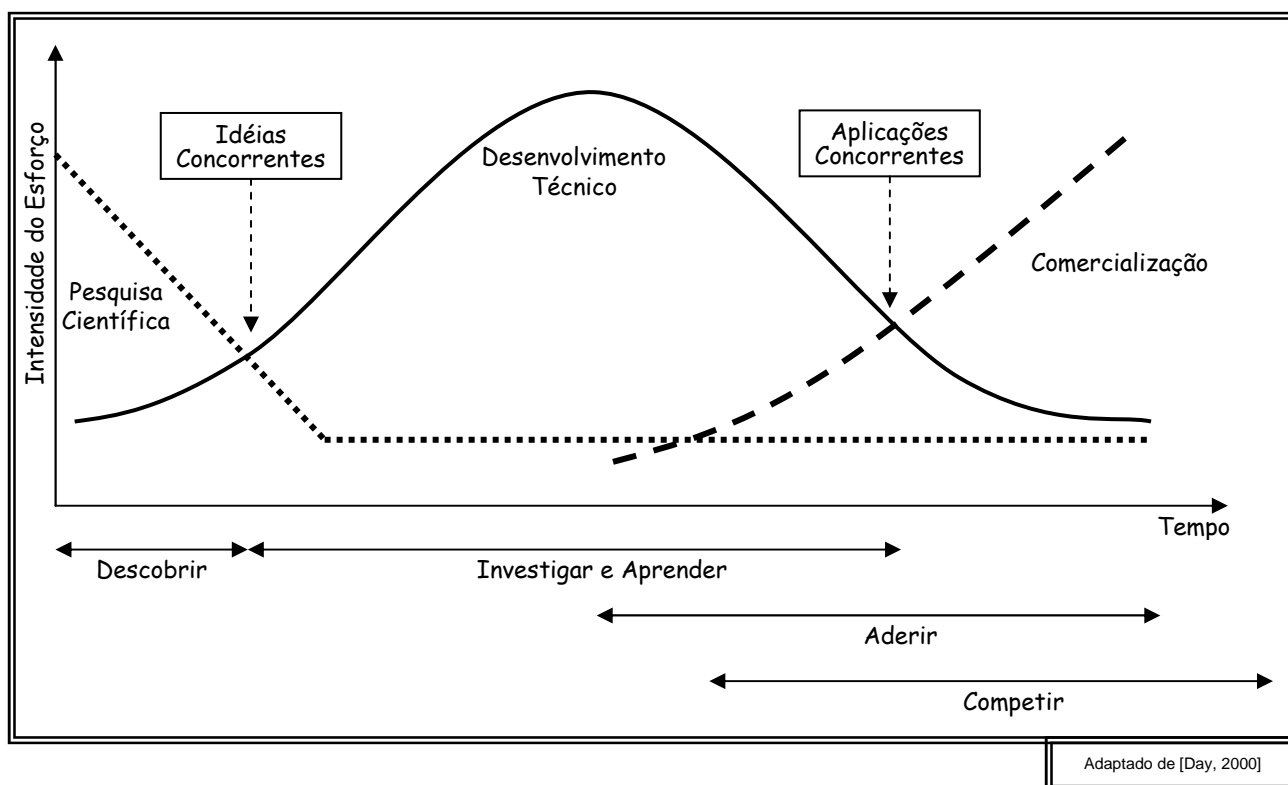 Intensidade do Esforço
Idéias
Concorrentes
Desenvolvimento
Técnico
Aplicações
Concorrentes
Pesquisa
Científica
Comercialização
Tempo
Descobrir
Investigar e Aprender
Aderir
Competir
Adaptado de [Day, 2000]